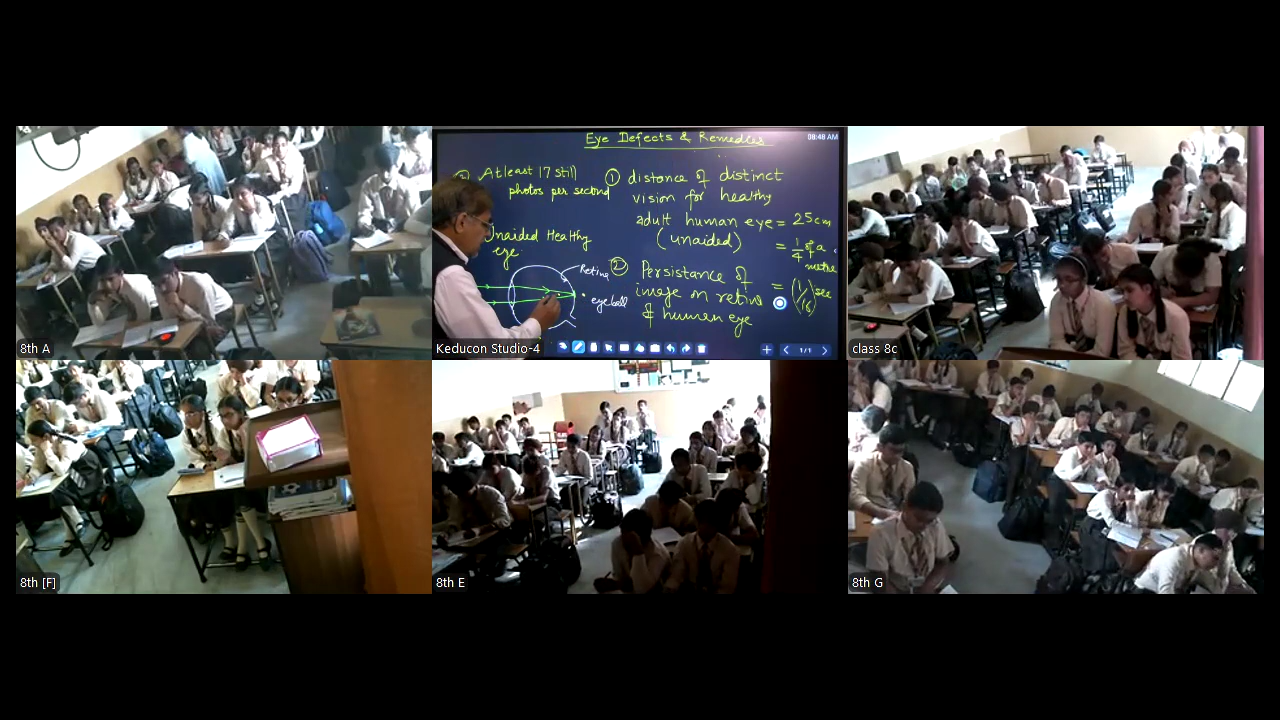 Eye Defects & Remedies
08:48 AM
Atleast 17 still
photos per second
① distance of distinct
vision for healthy
adult human eye = 25cm
(unaided)
= 1/4 of a
metre
Unaided Healthy
eye
Retina
eyeball
② Persistance of
image on retina
of human eye
= (1/16) sec
1/1
8th A
Keducon Studio-4
class 8c
8th [F]
8th E
8th G